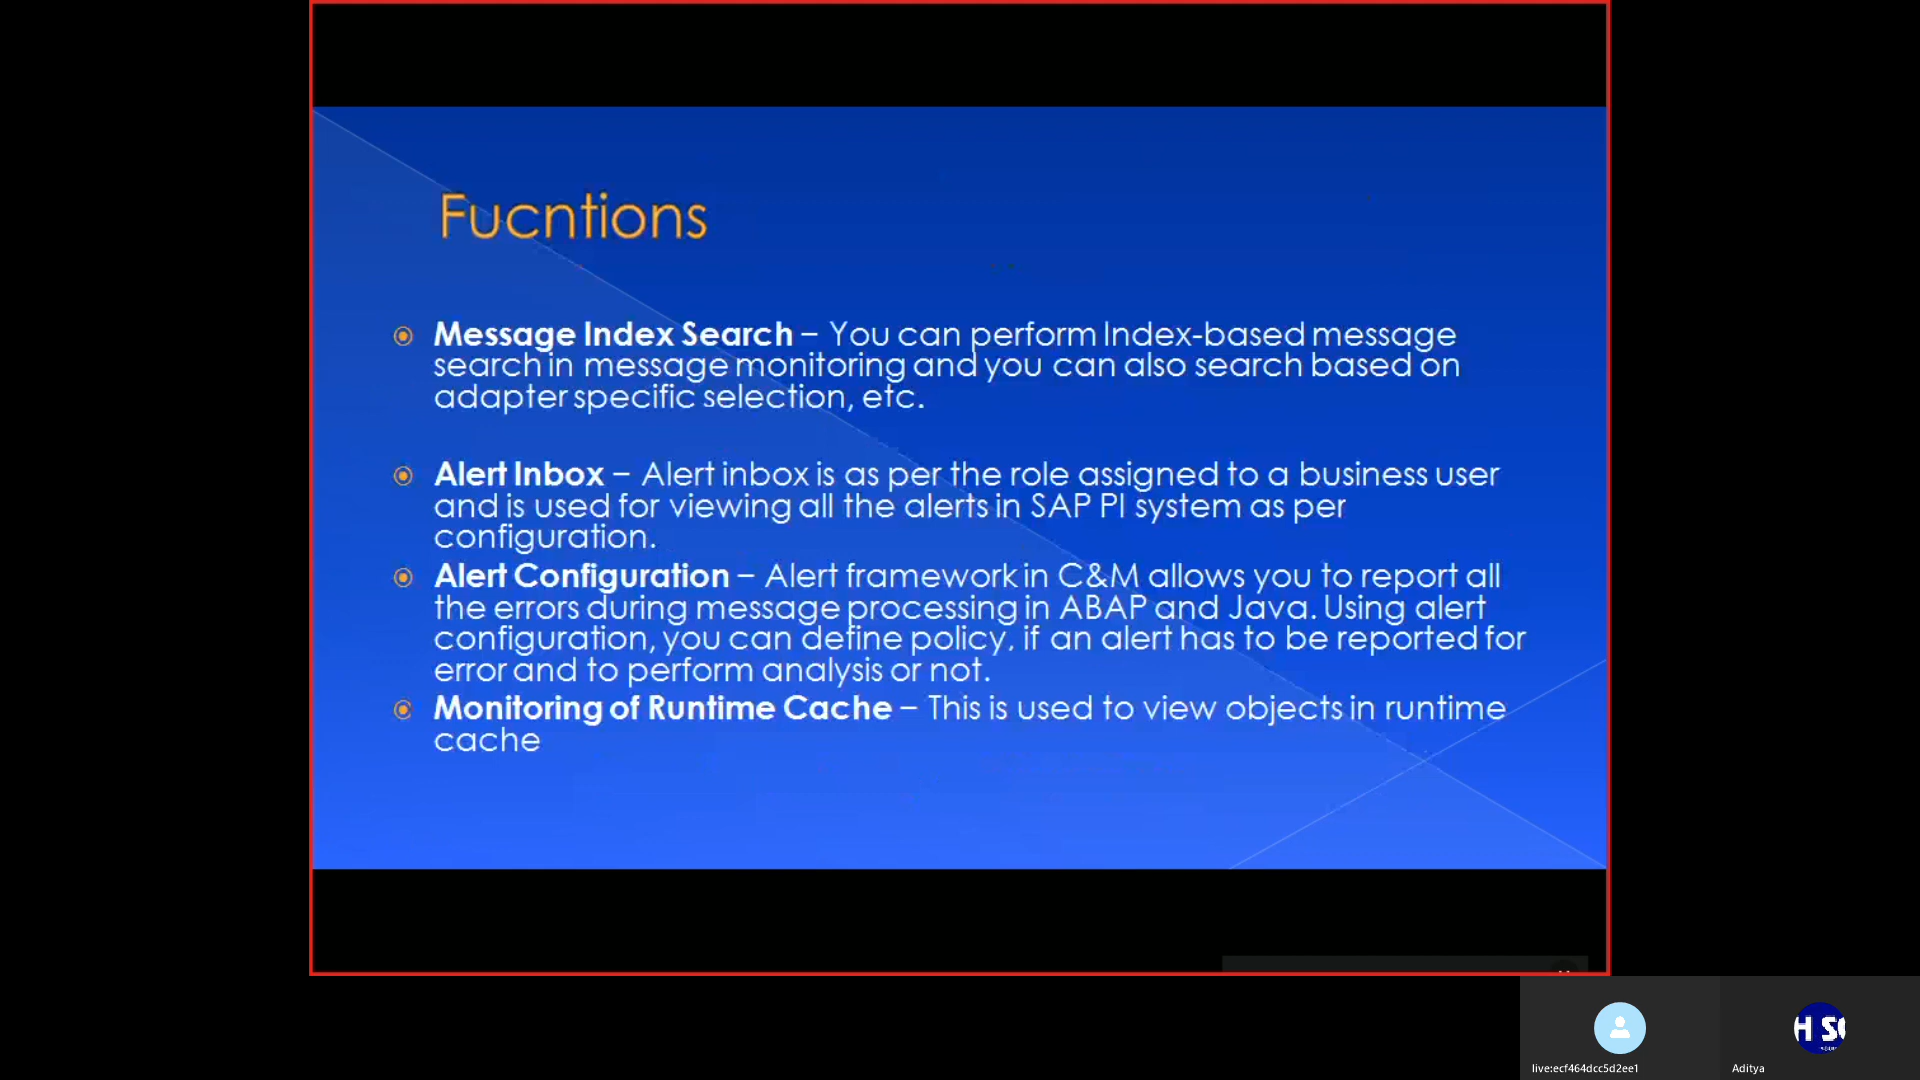 Fucntions
Message Index Search – You can perform Index-based message
search in message monitoring and you can also search based on
adapter specific selection, etc.
Alert Inbox – Alert inbox is as per the role assigned to a business user
and is used for viewing all the alerts in SAP PI system as per
configuration.
Alert Configuration – Alert framework in C&M allows you to report all
the errors during message processing in ABAP and Java. Using alert
configuration, you can define policy, if an alert has to be reported for
error and to perform analysis or not.
Monitoring of Runtime Cache – This is used to view objects in runtime
cache
H S
live:ecf464dcc5d2ee1
Aditya